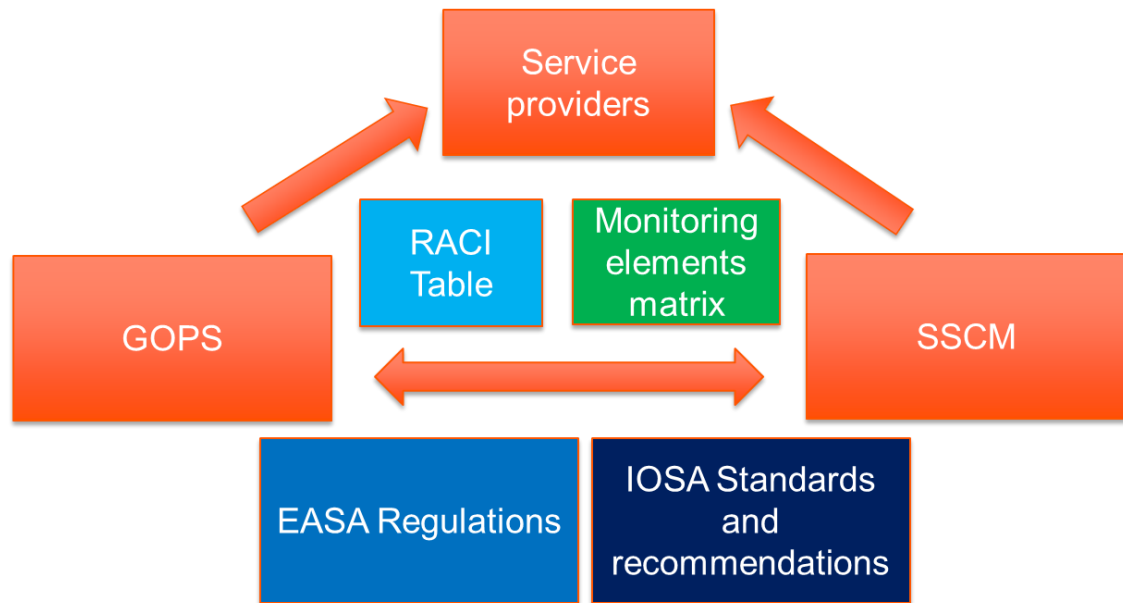 Service
providers
RACI
Table
Monitoring
elements
matrix
GOPS
SSCM
EASA Regulations
IOSA Standards
and
recommendations